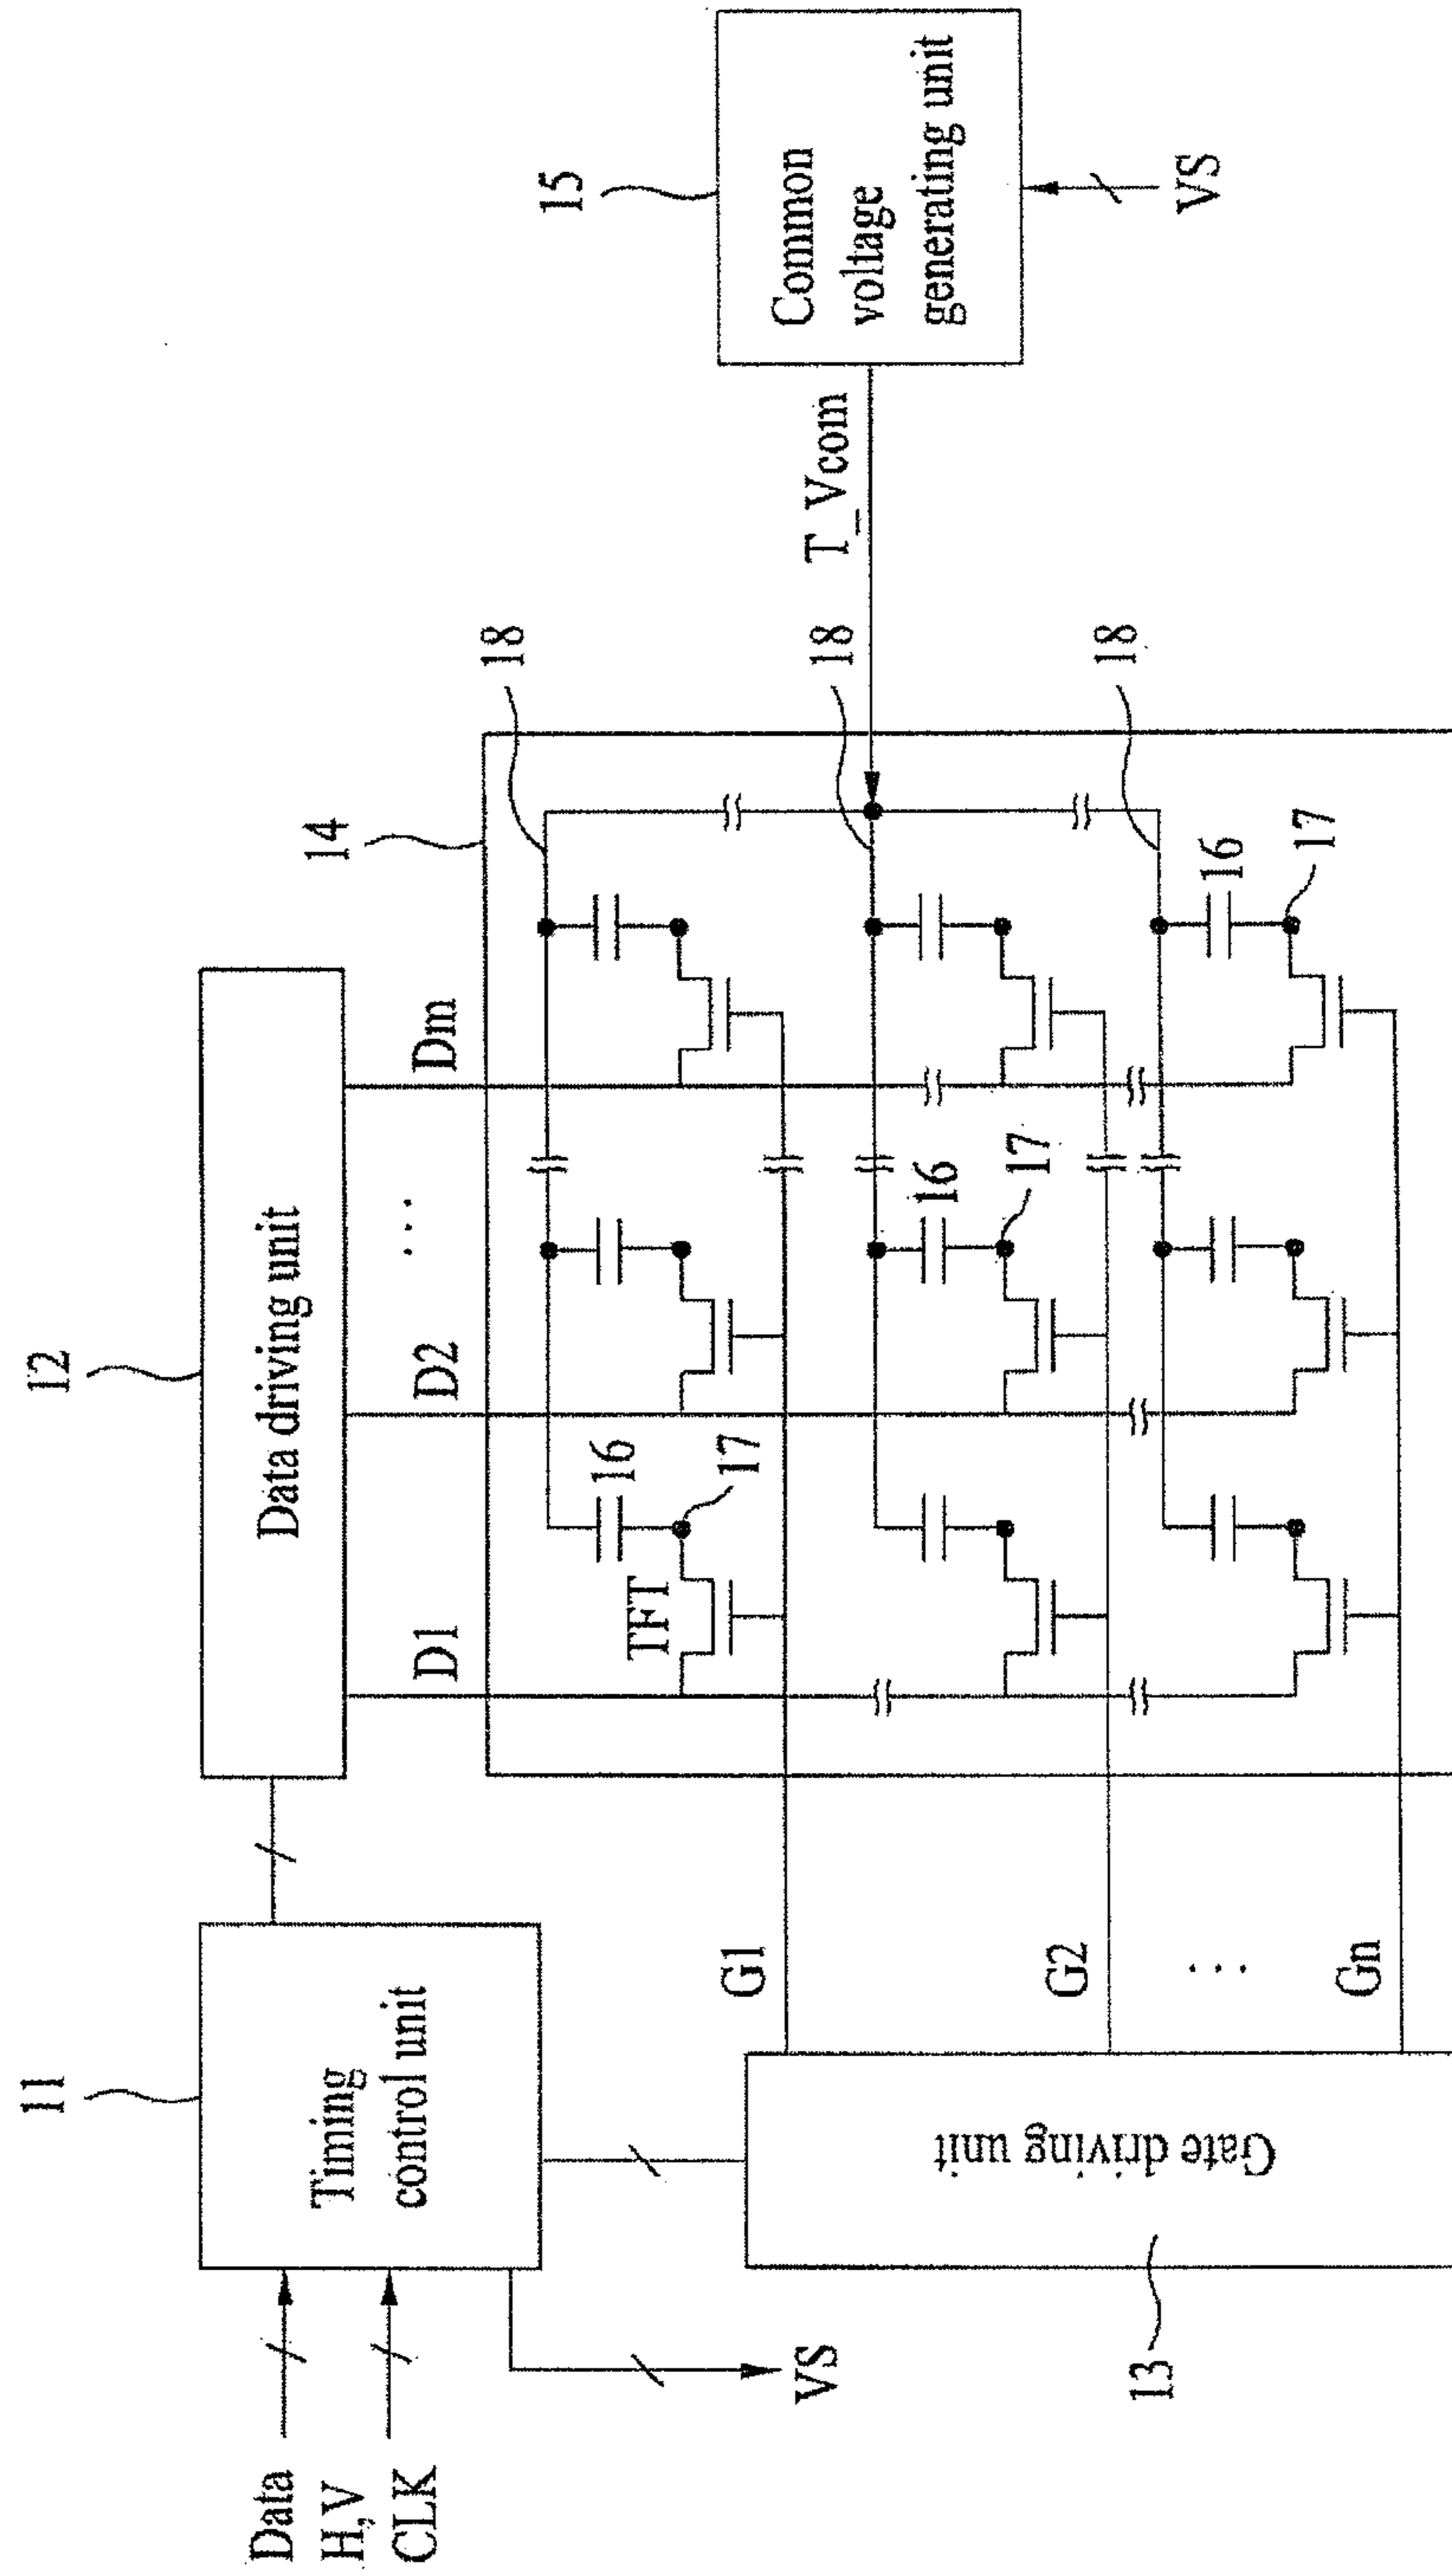 12
Data driving unit
11
Timing
control unit
Data
H,V
CLK
VS
D1
D2
...
Dm
14
18
18
18
T_Vcom
15
Common
voltage
generating unit
VS
TFT
16
17
16
17
16
17
G1
G2
...
Gn
Gate driving unit
13